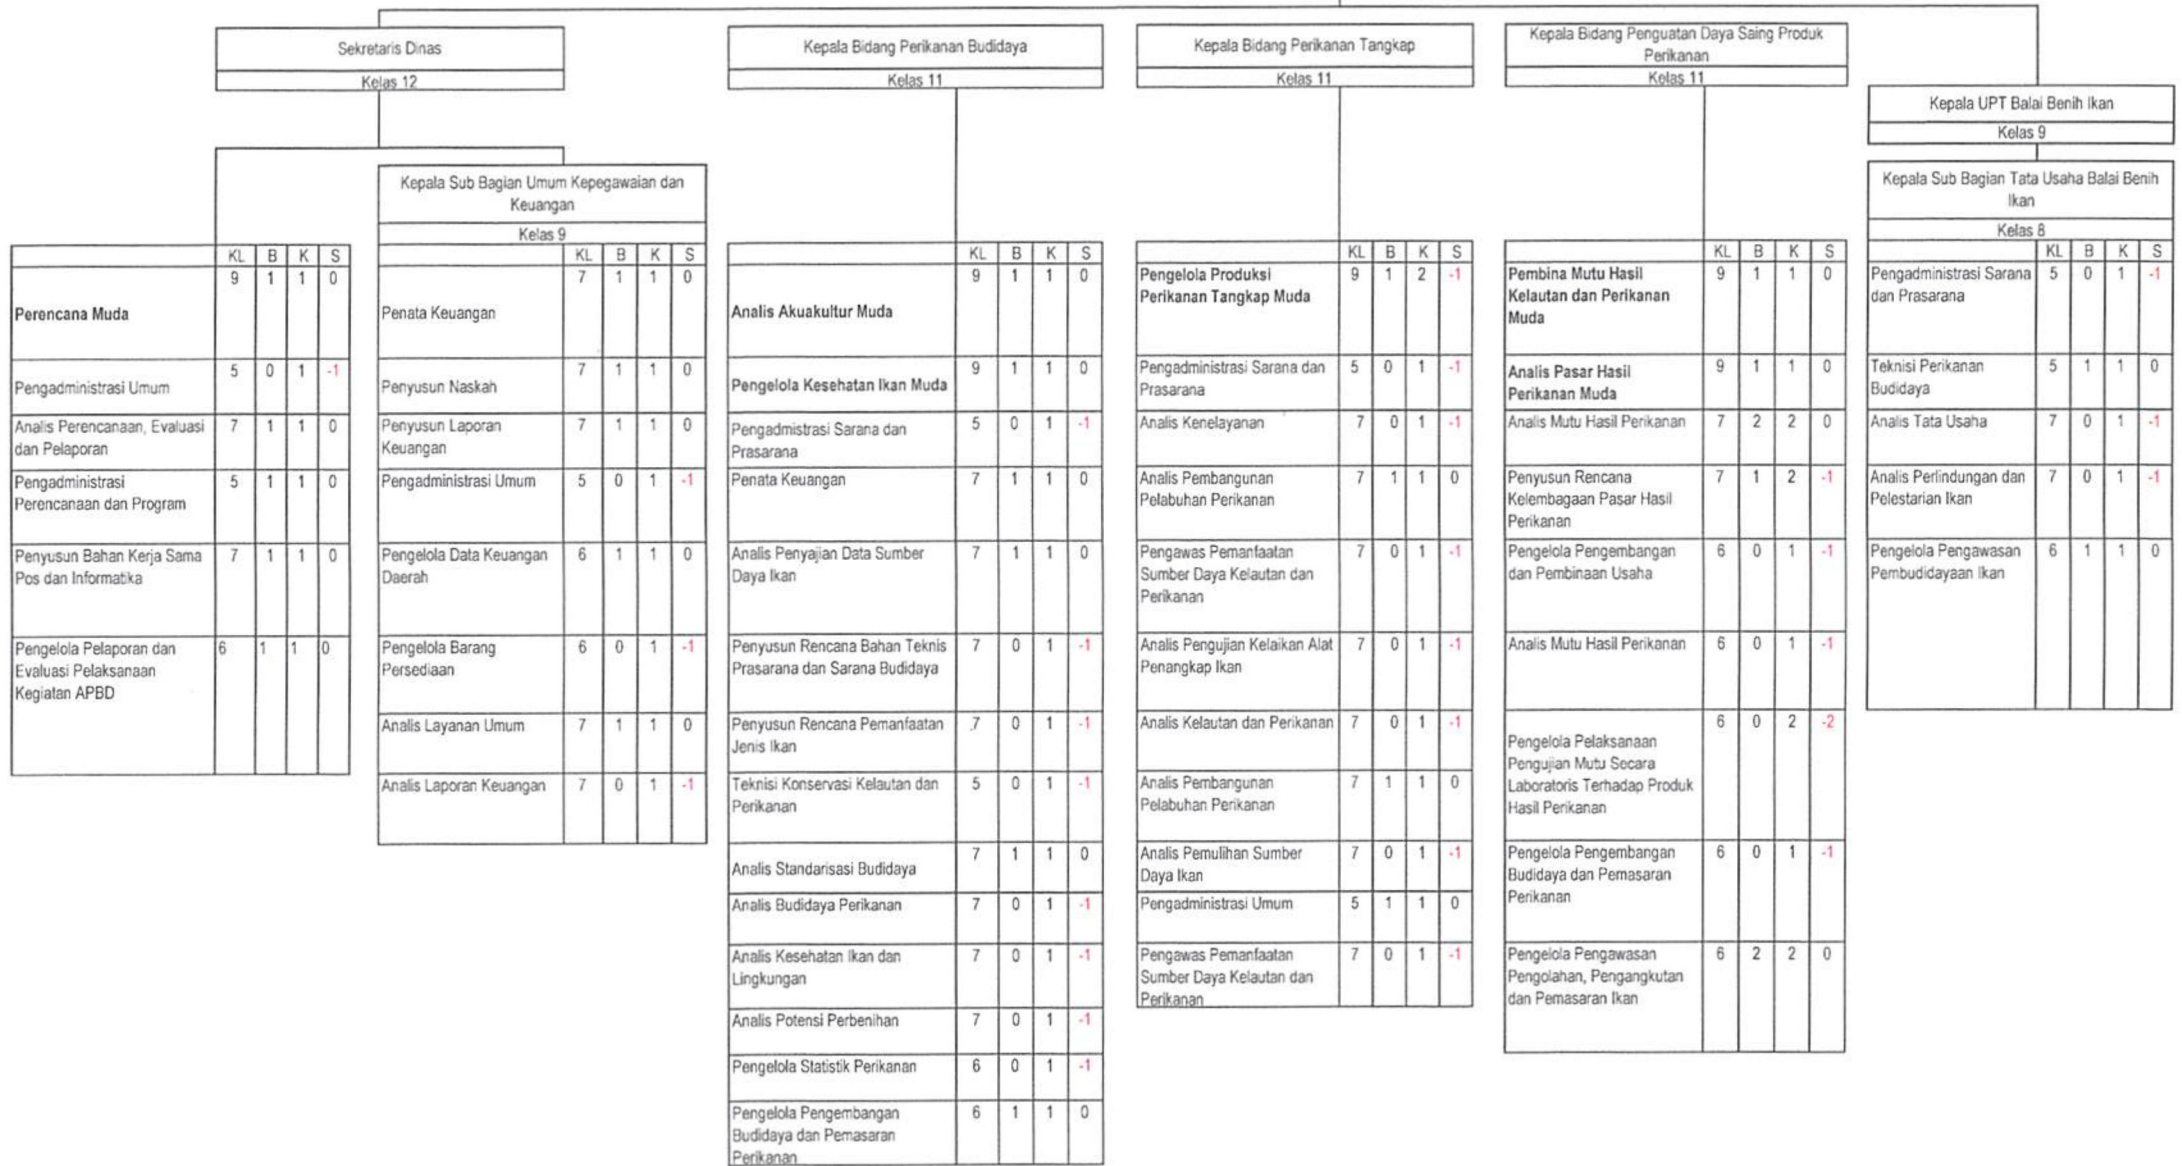 Sekretaris Dinas
Kelas 12
Kepala Bidang Perikanan Budidaya
Kelas 11
Kepala Bidang Perikanan Tangkap
Kelas 11
Kepala Bidang Penguatan Daya Saing Produk
Perikanan
Kelas 11
Kepala UPT Balai Benih Ikan
Kelas 9
Kepala Sub Bagian Umum Kepegawaian dan
Keuangan
Kelas 9
Kepala Sub Bagian Tata Usaha Balai Benih
Ikan
Kelas 8
KL B K S
Perencana Muda 9 1 1 0
Pengadministrasi Umum 5 0 1 -1
Analis Perencanaan, Evaluasi 7 1 1 0
dan Pelaporan
Pengadministrasi 5 1 1 0
Perencanaan dan Program
Penyusun Bahan Kerja Sama 7 1 1 0
Pos dan Informatika
Pengelola Pelaporan dan 6 1 1 0
Evaluasi Pelaksanaan
Kegiatan APBD
KL B K S
Penata Keuangan 7 1 1 0
Penyusun Naskah 7 1 1 0
Penyusun Laporan 7 1 1 0
Keuangan
Pengadministrasi Umum 5 0 1 -1
Pengelola Data Keuangan 6 1 1 0
Daerah
Pengelola Barang 6 0 1 -1
Persediaan
Analis Layanan Umum 7 1 1 0
Analis Laporan Keuangan 7 0 1 -1
KL B K S
Analis Akuakultur Muda 9 1 1 0
Pengelola Kesehatan Ikan Muda 9 1 1 0
Pengadmistrasi Sarana dan 5 0 1 -1
Prasarana
Penata Keuangan 7 1 1 0
Analis Penyajian Data Sumber 7 1 1 0
Daya Ikan
Penyusun Rencana Bahan Teknis 7 0 1 -1
Prasarana dan Sarana Budidaya
Penyusun Rencana Pemanfaatan 7 0 1 -1
Jenis Ikan
Teknisi Konservasi Kelautan dan 5 0 1 -1
Perikanan
Analis Standarisasi Budidaya 7 1 1 0
Analis Budidaya Perikanan 7 0 1 -1
Analis Kesehatan Ikan dan 7 0 1 -1
Lingkungan
Analis Potensi Perbenihan 7 0 1 -1
Pengelola Statistik Perikanan 6 0 1 -1
Pengelola Pengembangan 6 1 1 0
Budidaya dan Pemasaran
Perikanan
KL B K S
Pengelola Produksi 9 1 2 -1
Perikanan Tangkap Muda
Pengadministrasi Sarana dan 5 0 1 -1
Prasarana
Analis Kenelayanan 7 0 1 -1
Analis Pembangunan 7 1 1 0
Pelabuhan Perikanan
Pengawas Pemanfaatan 7 0 1 -1
Sumber Daya Kelautan dan
Perikanan
Analis Pengujian Kelaikan Alat 7 0 1 -1
Penangkap Ikan
Analis Kelautan dan Perikanan 7 0 1 -1
Analis Pembangunan 7 1 1 0
Pelabuhan Perikanan
Analis Pemulihan Sumber 7 0 1 -1
Daya Ikan
Pengadministrasi Umum 5 1 1 0
Pengawas Pemanfaatan 7 0 1 -1
Sumber Daya Kelautan dan
Perikanan
KL B K S
Pembina Mutu Hasil 9 1 1 0
Kelautan dan Perikanan
Muda
Analis Pasar Hasil 9 1 1 0
Perikanan Muda
Analis Mutu Hasil Perikanan 7 2 2 0
Penyusun Rencana 7 1 2 -1
Kelembagaan Pasar Hasil
Perikanan
Pengelola Pengembangan 6 0 1 -1
dan Pembinaan Usaha
Analis Mutu Hasil Perikanan 6 0 1 -1
Pengelola Pelaksanaan 6 0 2 -2
Pengujian Mutu Secara
Laboratoris Terhadap Produk
Hasil Perikanan
Pengelola Pengembangan 6 0 1 -1
Budidaya dan Pemasaran
Perikanan
Pengelola Pengawasan 6 2 2 0
Pengolahan, Pengangkutan
dan Pemasaran Ikan
KL B K S
Pengadministrasi Sarana 5 0 1 -1
dan Prasarana
Teknisi Perikanan 5 1 1 0
Budidaya
Analis Tata Usaha 7 0 1 -1
Analis Perlindungan dan 7 0 1 -1
Pelestarian Ikan
Pengelola Pengawasan 6 1 1 0
Pembudidayaan Ikan